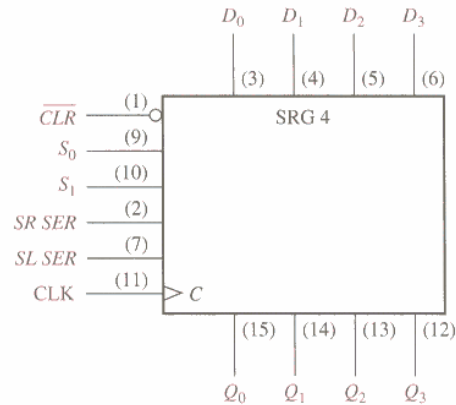 D₀ D₁ D₂ D₃
(3) (4) (5) (6)
SRG 4
(1)
C̅L̅R̅
(9)
S₀
(10)
S₁
(2)
SR SER
(7)
SL SER
(11)
CLK C
(15) (14) (13) (12)
Q₀ Q₁ Q₂ Q₃